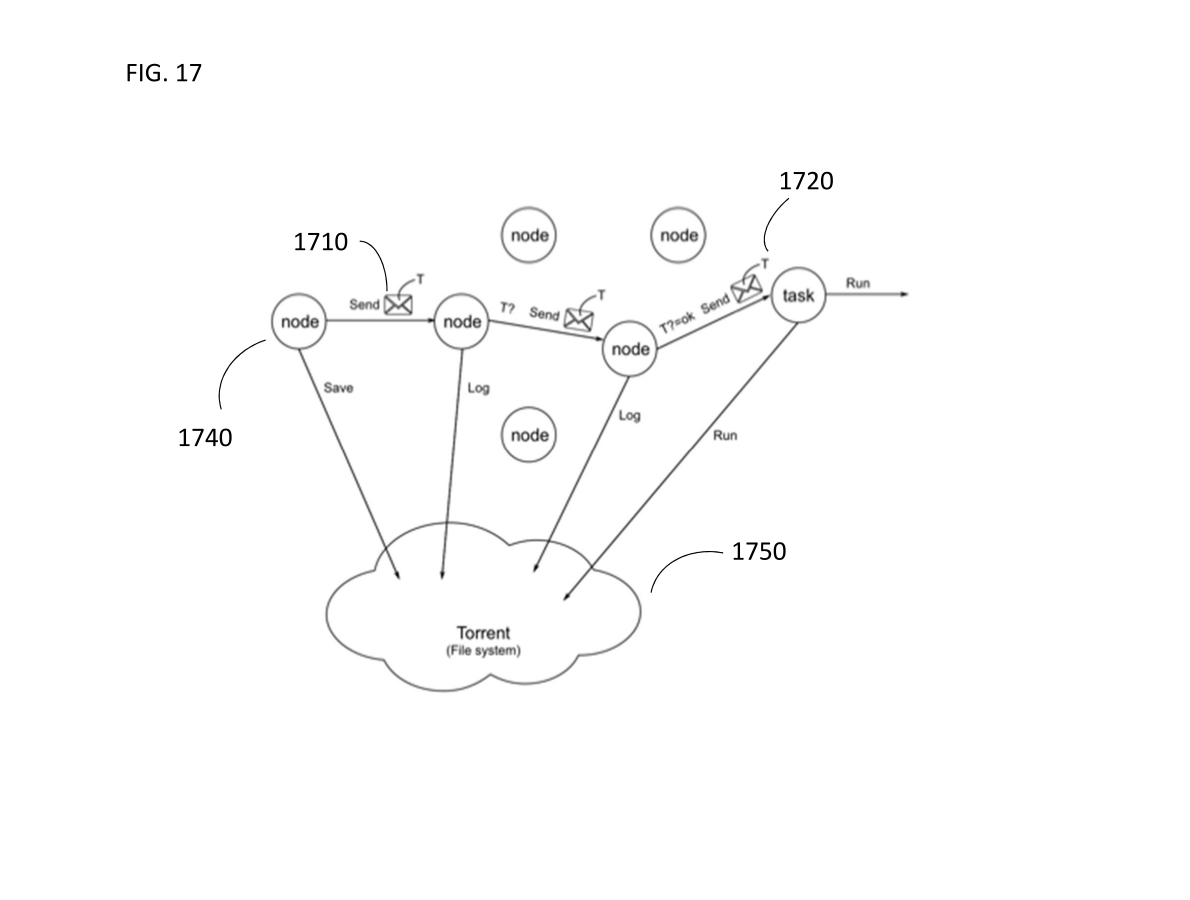 FIG. 17
1720
node
node
1710
T
T
Send
Run
task
T
Send
T?
Send
T?=ok
node
node
node
Save
Log
Log
node
Run
1740
1750
Torrent
(File system)